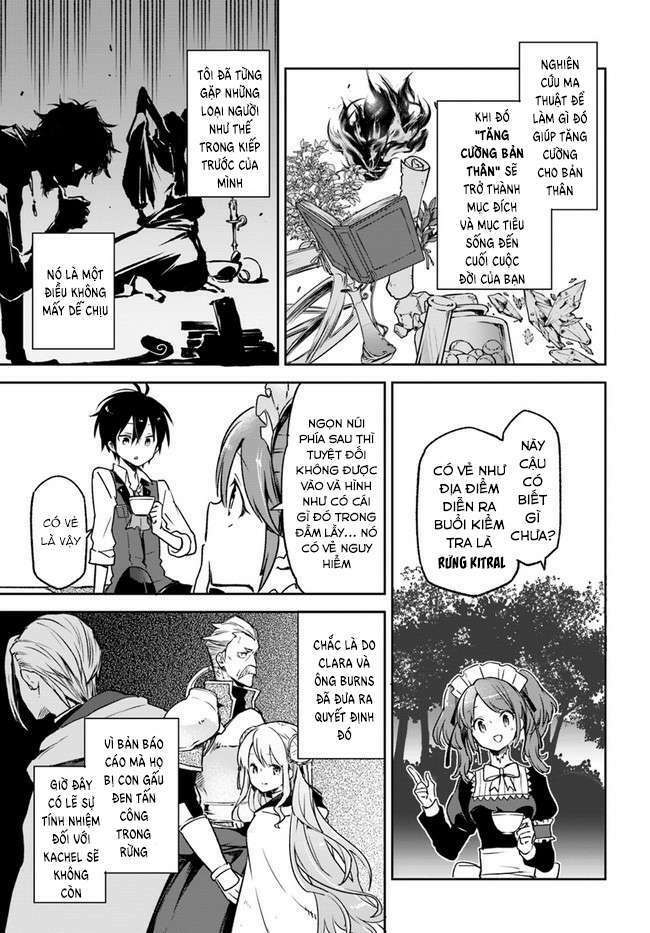 NGHIÊN
CỨU MA
THUẬT ĐỂ
LÀM GÌ ĐÓ
GIÚP TĂNG
CƯỜNG
CHO BẢN
THÂN
KHI ĐÓ
"TĂNG
CƯỜNG BẢN
THÂN" SẼ
TRỞ THÀNH
MỤC ĐÍCH
VÀ MỤC TIÊU
SỐNG ĐẾN
CUỐI CUỘC
ĐỜI CỦA BẠN
TÔI ĐÃ TỪNG
GẶP NHỮNG
LOẠI NGƯỜI
NHƯ THẾ
TRONG KIẾP
TRƯỚC CỦA
MÌNH
NÓ LÀ MỘT
ĐIỀU KHÔNG
MẤY DỄ CHỊU
NÀY
CẬU CÓ
BIẾT
GÌ
CHƯA?
CÓ VẺ NHƯ
ĐỊA ĐIỂM
DIỄN RA
BUỔI KIỂM
TRA LÀ
RỪNG KITRAL
NGỌN NÚI
PHÍA SAU THÌ
TUYỆT ĐỐI
KHÔNG ĐƯỢC
VÀO VÀ HÌNH
NHƯ CÓ CÁI
GÌ ĐÓ TRONG
ĐẦM LẦY... NÓ
CÓ VẺ NGUY
HIỂM
CÓ VẺ
LÀ VẬY
CHẮC LÀ DO
CLARA VÀ
ÔNG BURNS
ĐÃ ĐƯA RA
QUYẾT ĐỊNH
ĐÓ
VÌ BẢN BÁO
CÁO MÀ HỌ
BỊ CON GẤU
ĐEN TẤN
CÔNG
TRONG
RỪNG
GIỜ ĐÂY
CÓ LẼ SỰ
TÍNH NHIỆM
ĐỐI VỚI
KACHEL SẼ
KHÔNG
CÒN